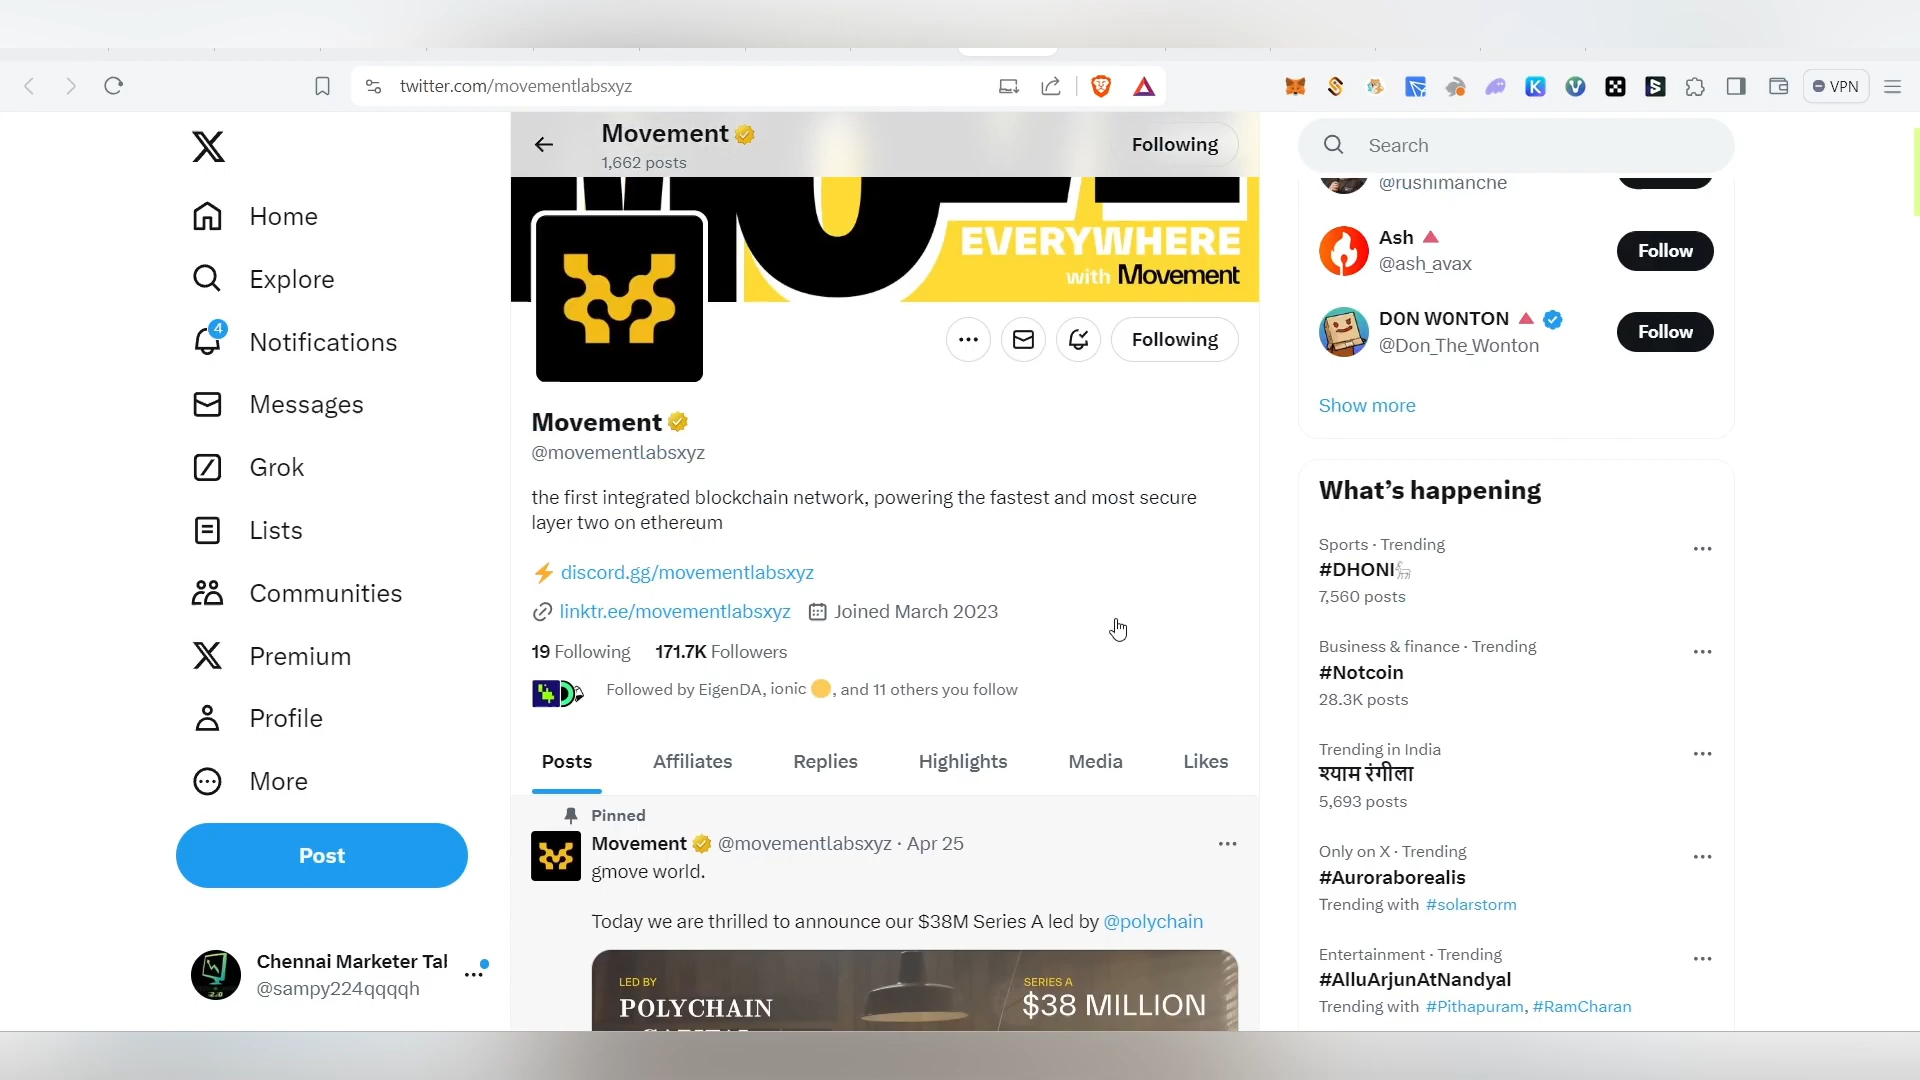 twitter.com/movementlabsxyz
VPN
Home
Explore
4
Notifications
Messages
Grok
Lists
Communities
Premium
Profile
More
Post
Chennai Marketer Tal
@sampy224qqqqh
Movement
1,662 posts
Following
EVERYWHERE
with Movement
Following
Movement
@movementlabsxyz
the first integrated blockchain network, powering the fastest and most secure
layer two on ethereum
⚡ discord.gg/movementlabsxyz
linktr.ee/movementlabsxyz Joined March 2023
19 Following 171.7K Followers
Followed by EigenDA, ionic 🟡, and 11 others you follow
Posts Affiliates Replies Highlights Media Likes
Pinned
Movement @movementlabsxyz · Apr 25
gmove world.
Today we are thrilled to announce our $38M Series A led by @polychain
LED BY
POLYCHAIN
SERIES A
$38 MILLION
Search
@rushimanche
Ash 🔺
@ash_avax
Follow
D0N W0NTON 🔺
@Don_The_Wonton
Follow
Show more
What's happening
Sports · Trending
#DHONI
7,560 posts
Business & finance · Trending
#Notcoin
28.3K posts
Trending in India
श्याम रंगीला
5,693 posts
Only on X · Trending
#Auroraborealis
Trending with #solarstorm
Entertainment · Trending
#AlluArjunAtNandyal
Trending with #Pithapuram, #RamCharan